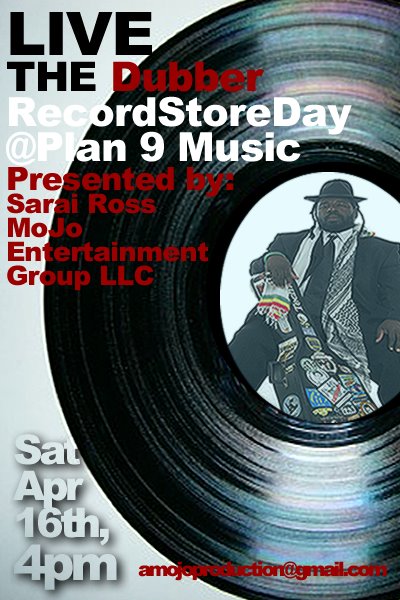 LIVE
THE Dubber
RecordStoreDay
@Plan 9 Music
Presented by:
Sarai Ross
MoJo
Entertainment
Group LLC
Sat
Apr
16th,
4pm
amojoproduction@gmail.com